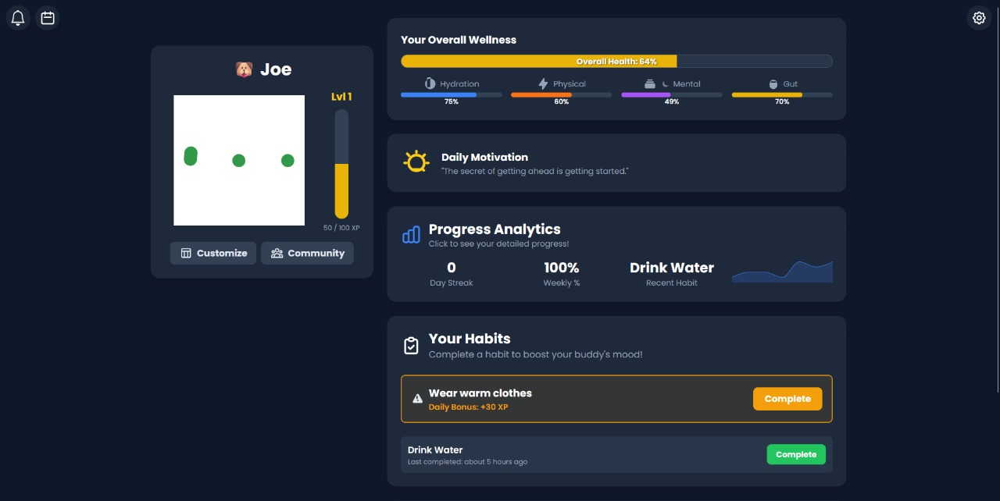 Joe
Lvl 1
50 / 100 XP
Customize
Community
Your Overall Wellness
Overall Health: 64%
Hydration
75%
Physical
60%
Mental
49%
Gut
70%
Daily Motivation
"The secret of getting ahead is getting started."
Progress Analytics
Click to see your detailed progress!
0
Day Streak
100%
Weekly %
Drink Water
Recent Habit
Your Habits
Complete a habit to boost your buddy's mood!
Wear warm clothes
Daily Bonus: +30 XP
Complete
Drink Water
Last completed: about 5 hours ago
Complete